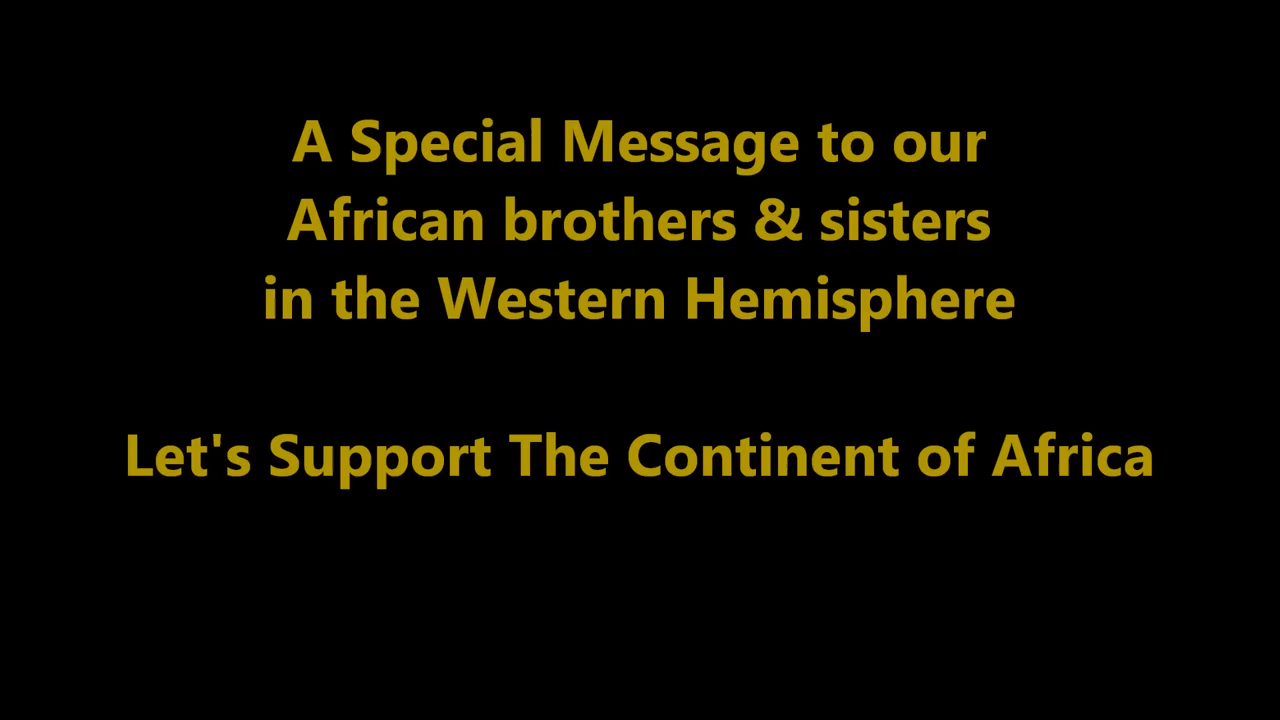 A Special Message to our
African brothers & sisters
in the Western Hemisphere
Let's Support The Continent of Africa